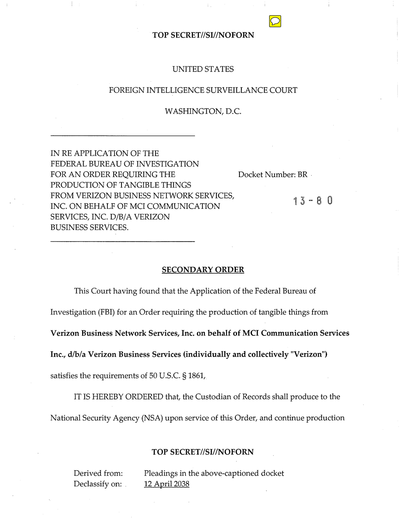 TOP SECRET//SI//NOFORN
UNITED STATES
FOREIGN INTELLIGENCE SURVEILLANCE COURT
WASHINGTON, D.C.
IN RE APPLICATION OF THE
FEDERAL BUREAU OF INVESTIGATION
FOR AN ORDER REQUIRING THE
PRODUCTION OF TANGIBLE THINGS
FROM VERIZON BUSINESS NETWORK SERVICES,
INC. ON BEHALF OF MCI COMMUNICATION
SERVICES, INC. D/B/A VERIZON
BUSINESS SERVICES.
Docket Number: BR
13-80
SECONDARY ORDER
This Court having found that the Application of the Federal Bureau of
Investigation (FBI) for an Order requiring the production of tangible things from
Verizon Business Network Services, Inc. on behalf of MCI Communication Services
Inc., d/b/a Verizon Business Services (individually and collectively "Verizon")
satisfies the requirements of 50 U.S.C. § 1861,
IT IS HEREBY ORDERED that, the Custodian of Records shall produce to the
National Security Agency (NSA) upon service of this Order, and continue production
TOP SECRET//SI//NOFORN
Derived from: Pleadings in the above-captioned docket
Declassify on: 12 April 2038